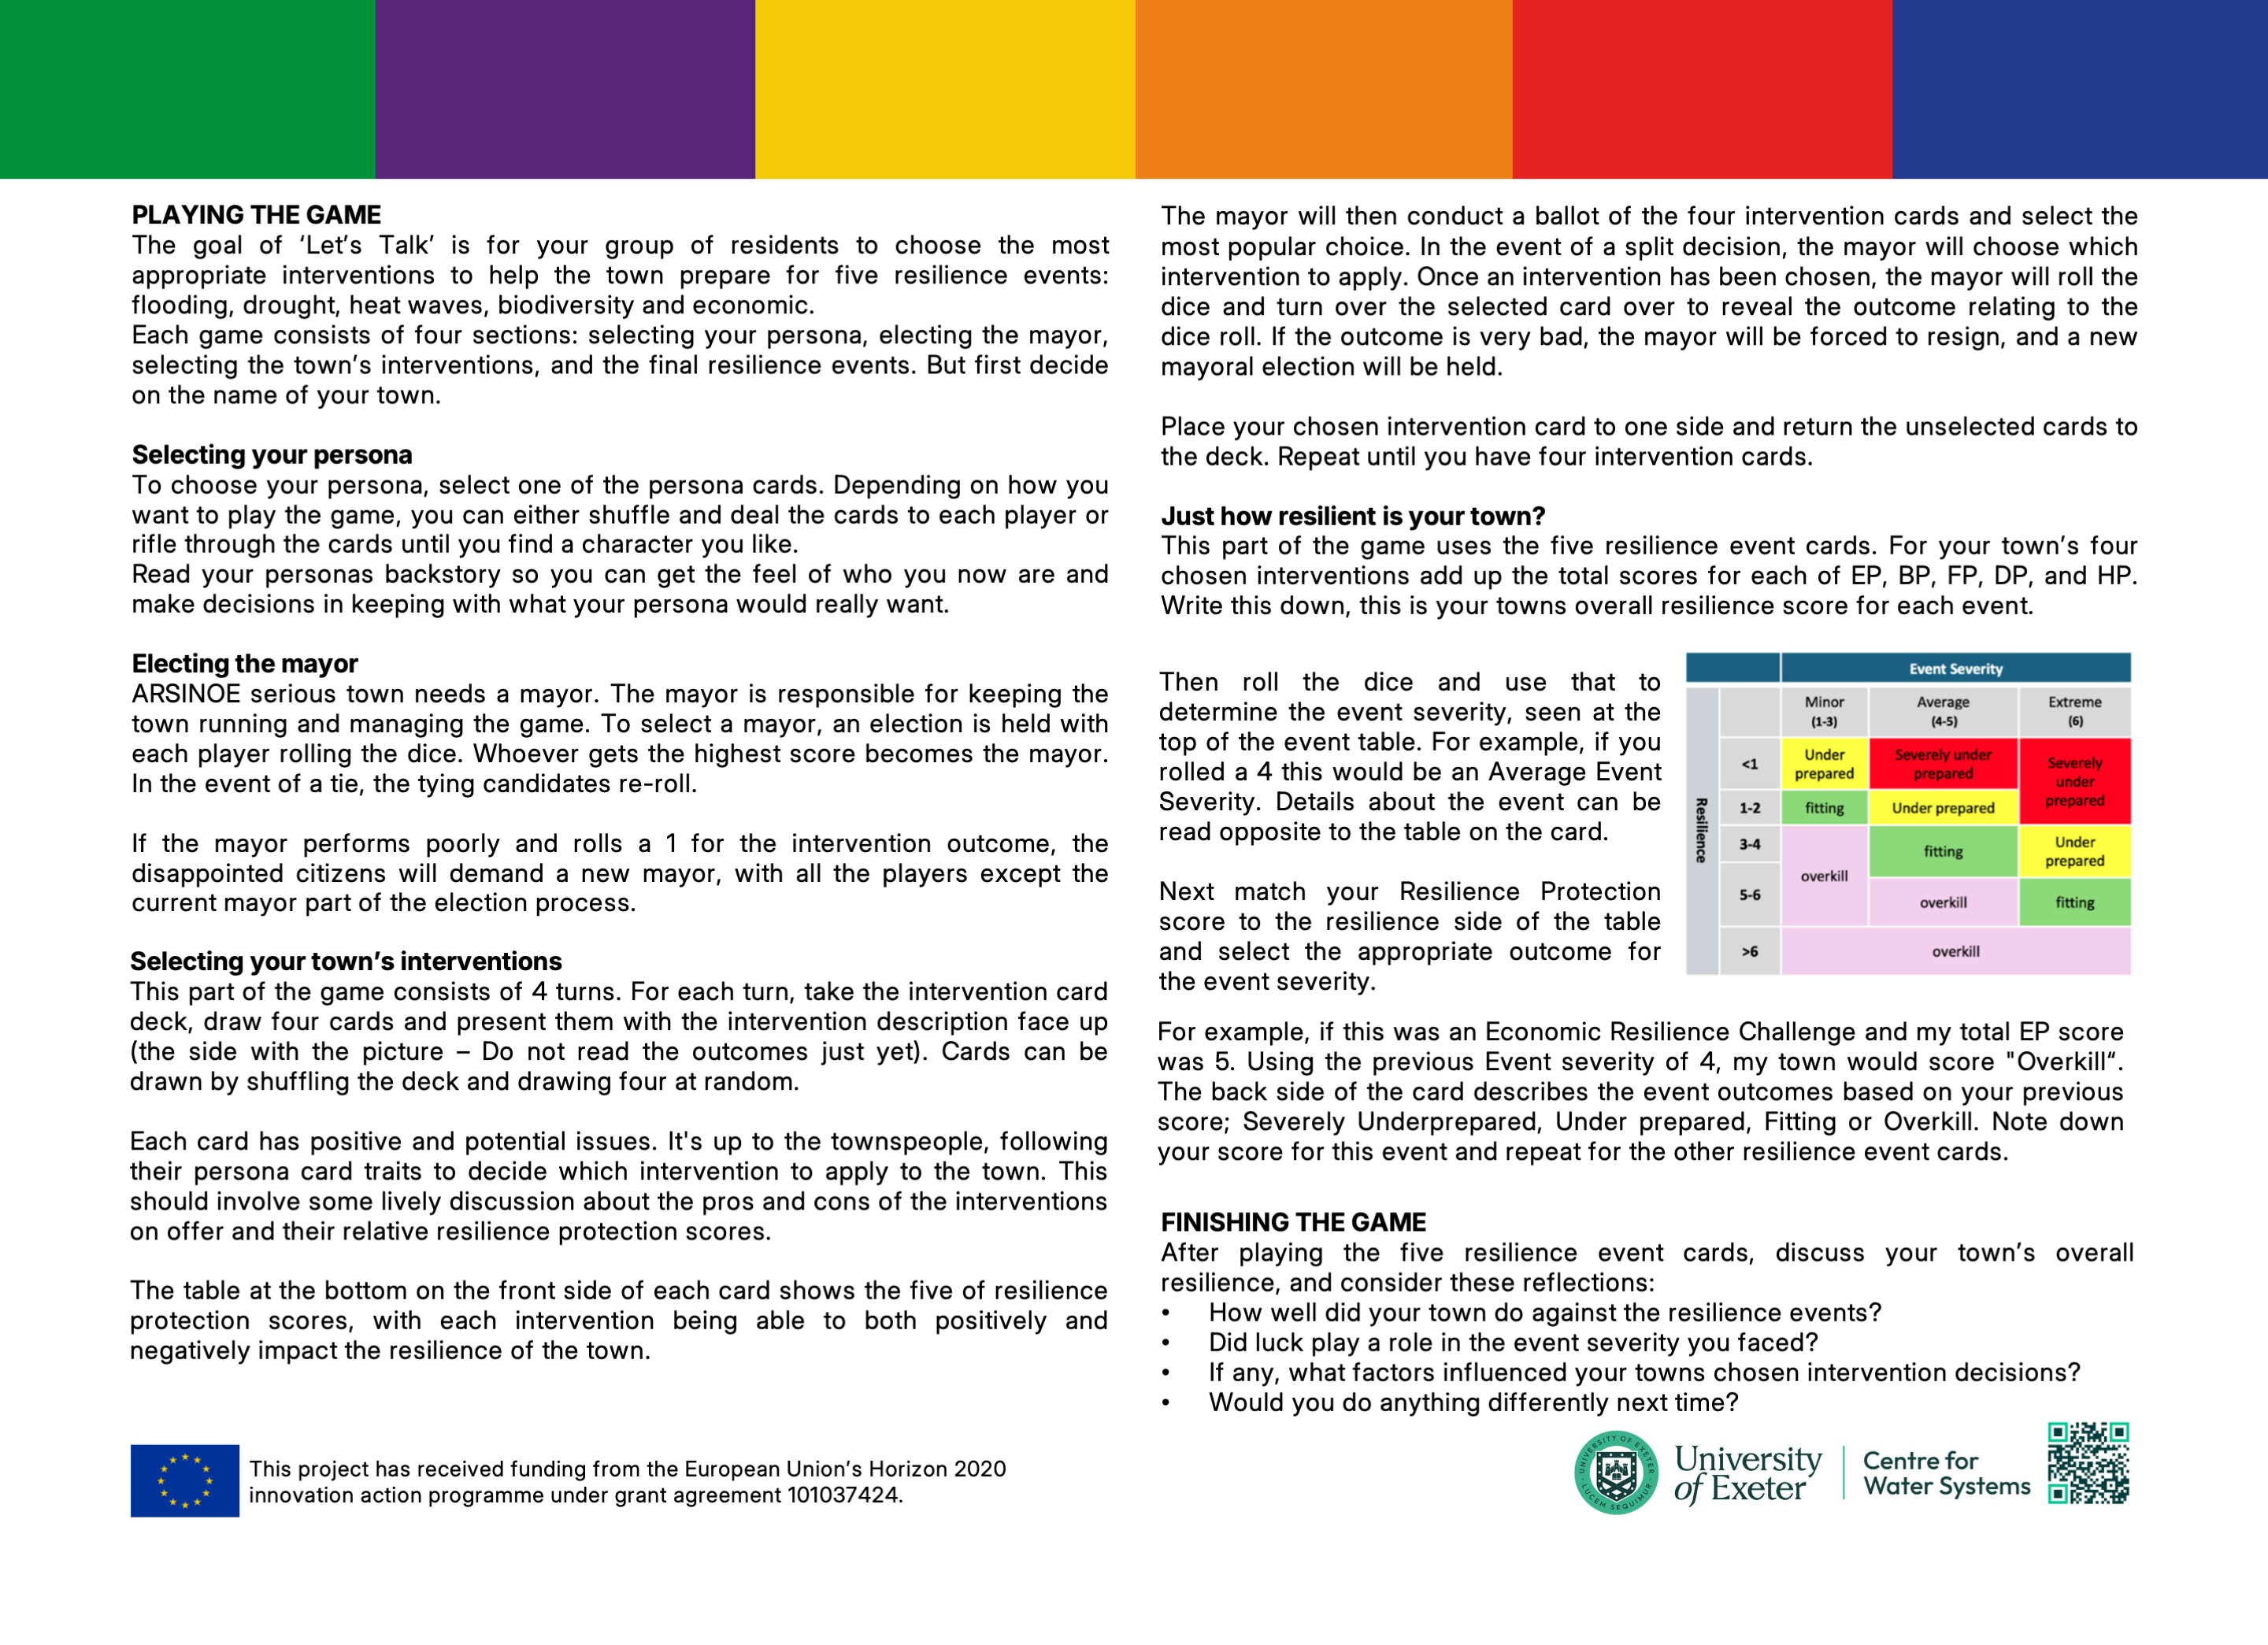 PLAYING THE GAME
The goal of ‘Let’s Talk’ is for your group of residents to choose the most
appropriate interventions to help the town prepare for five resilience events:
flooding, drought, heat waves, biodiversity and economic.
Each game consists of four sections: selecting your persona, electing the mayor,
selecting the town’s interventions, and the final resilience events. But first decide
on the name of your town.
Selecting your persona
To choose your persona, select one of the persona cards. Depending on how you
want to play the game, you can either shuffle and deal the cards to each player or
rifle through the cards until you find a character you like.
Read your personas backstory so you can get the feel of who you now are and
make decisions in keeping with what your persona would really want.
Electing the mayor
ARSINOE serious town needs a mayor. The mayor is responsible for keeping the
town running and managing the game. To select a mayor, an election is held with
each player rolling the dice. Whoever gets the highest score becomes the mayor.
In the event of a tie, the tying candidates re-roll.
If the mayor performs poorly and rolls a 1 for the intervention outcome, the
disappointed citizens will demand a new mayor, with all the players except the
current mayor part of the election process.
Selecting your town’s interventions
This part of the game consists of 4 turns. For each turn, take the intervention card
deck, draw four cards and present them with the intervention description face up
(the side with the picture – Do not read the outcomes just yet). Cards can be
drawn by shuffling the deck and drawing four at random.
Each card has positive and potential issues. It's up to the townspeople, following
their persona card traits to decide which intervention to apply to the town. This
should involve some lively discussion about the pros and cons of the interventions
on offer and their relative resilience protection scores.
The table at the bottom on the front side of each card shows the five of resilience
protection scores, with each intervention being able to both positively and
negatively impact the resilience of the town.
The mayor will then conduct a ballot of the four intervention cards and select the
most popular choice. In the event of a split decision, the mayor will choose which
intervention to apply. Once an intervention has been chosen, the mayor will roll the
dice and turn over the selected card over to reveal the outcome relating to the
dice roll. If the outcome is very bad, the mayor will be forced to resign, and a new
mayoral election will be held.
Place your chosen intervention card to one side and return the unselected cards to
the deck. Repeat until you have four intervention cards.
Just how resilient is your town?
This part of the game uses the five resilience event cards. For your town’s four
chosen interventions add up the total scores for each of EP, BP, FP, DP, and HP.
Write this down, this is your towns overall resilience score for each event.
Then roll the dice and use that to
determine the event severity, seen at the
top of the event table. For example, if you
rolled a 4 this would be an Average Event
Severity. Details about the event can be
read opposite to the table on the card.
Next match your Resilience Protection
score to the resilience side of the table
and select the appropriate outcome for
the event severity.
Event Severity
Minor Average Extreme
(1-3) (4-5) (6)
Resilience
<1 Under prepared Severely under prepared Severely under prepared
1-2 fitting Under prepared
3-4 overkill fitting Under prepared
5-6 overkill fitting
>6 overkill
For example, if this was an Economic Resilience Challenge and my total EP score
was 5. Using the previous Event severity of 4, my town would score "Overkill“.
The back side of the card describes the event outcomes based on your previous
score; Severely Underprepared, Under prepared, Fitting or Overkill. Note down
your score for this event and repeat for the other resilience event cards.
FINISHING THE GAME
After playing the five resilience event cards, discuss your town’s overall
resilience, and consider these reflections:
• How well did your town do against the resilience events?
• Did luck play a role in the event severity you faced?
• If any, what factors influenced your towns chosen intervention decisions?
• Would you do anything differently next time?
This project has received funding from the European Union’s Horizon 2020
innovation action programme under grant agreement 101037424.
UNIVERSITY OF EXETER
LUCEM SEQUIMUR
University
of Exeter
Centre for
Water Systems